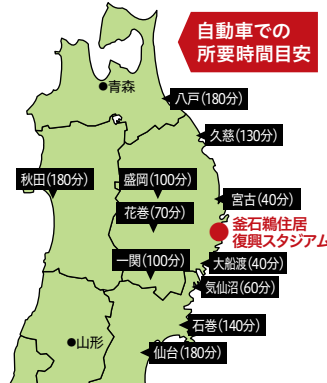 自動車での
所要時間目安
青森
八戸(180分)
久慈(130分)
秋田(180分)
盛岡(100分)
宮古(40分)
花巻(70分)
釜石鵜住居
復興スタジアム
一関(100分)
大船渡(40分)
気仙沼(60分)
石巻(140分)
山形
仙台(180分)